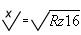 x√ = √Rz16